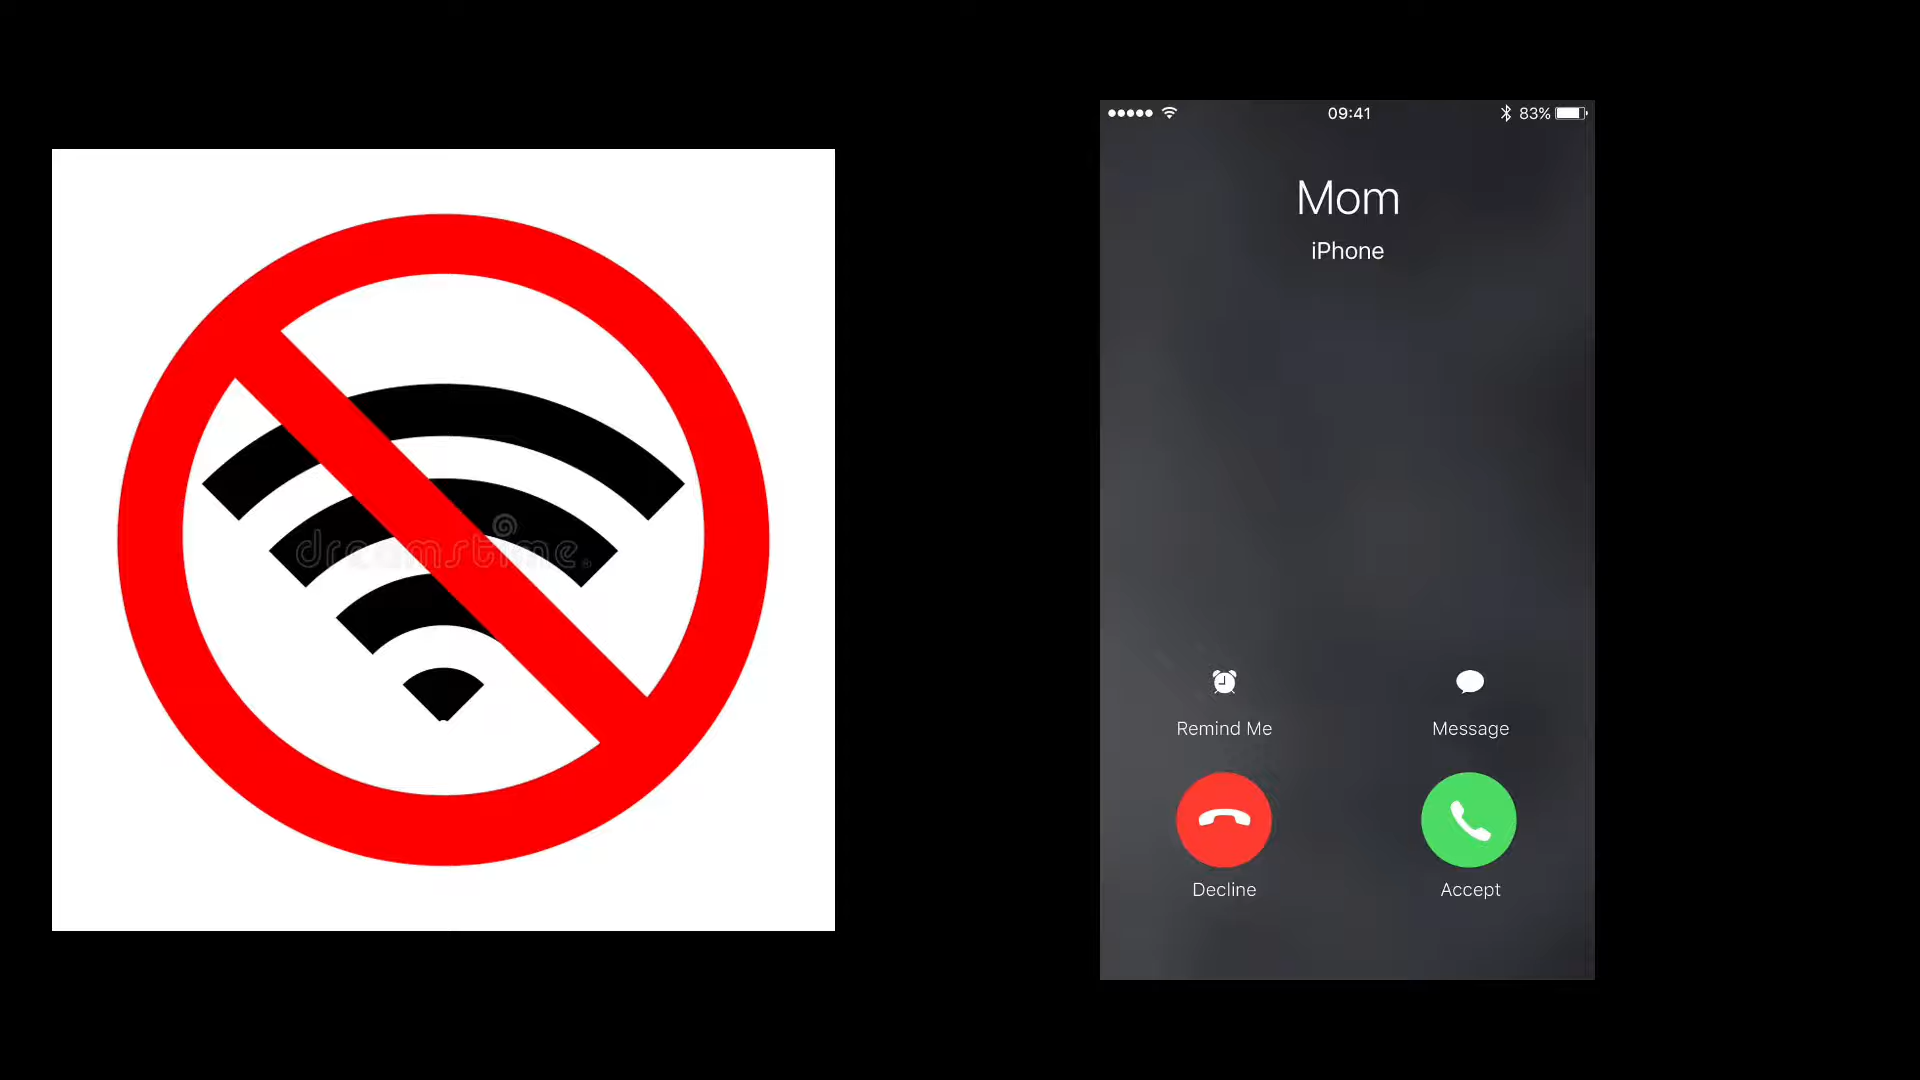 dreamstime.
09:41
83%
Mom
iPhone
Remind Me
Message
Decline
Accept